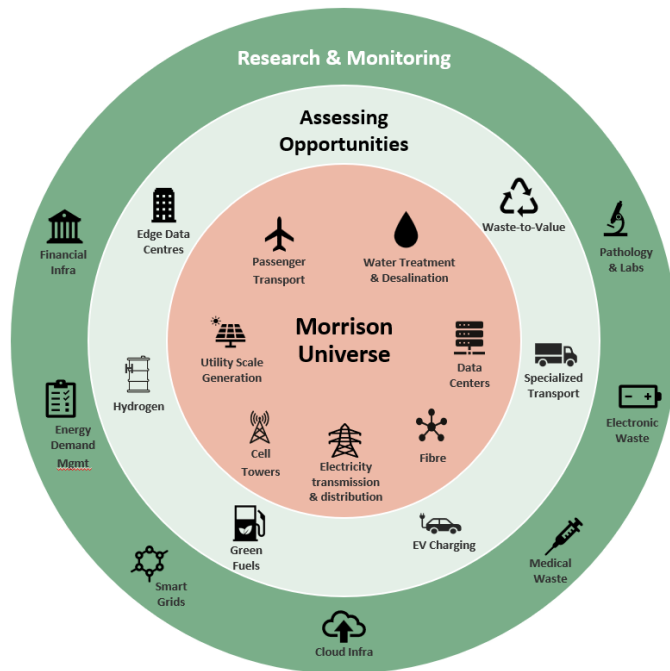 Research & Monitoring
Assessing
Opportunities
Edge Data
Centres
Waste-to-Value
Financial
Infra
Passenger
Transport
Water Treatment
& Desalination
Pathology
& Labs
Morrison
Universe
Utility Scale
Generation
Data
Centers
Specialized
Transport
H
Hydrogen
Energy
Demand
Mgmt
Cell
Towers
Electricity
transmission
& distribution
Fibre
Electronic
Waste
Green
Fuels
EV Charging
Medical
Waste
Smart
Grids
Cloud Infra